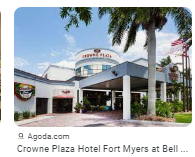 CROWNE PLAZA
Agoda.com
Crowne Plaza Hotel Fort Myers at Bell ...